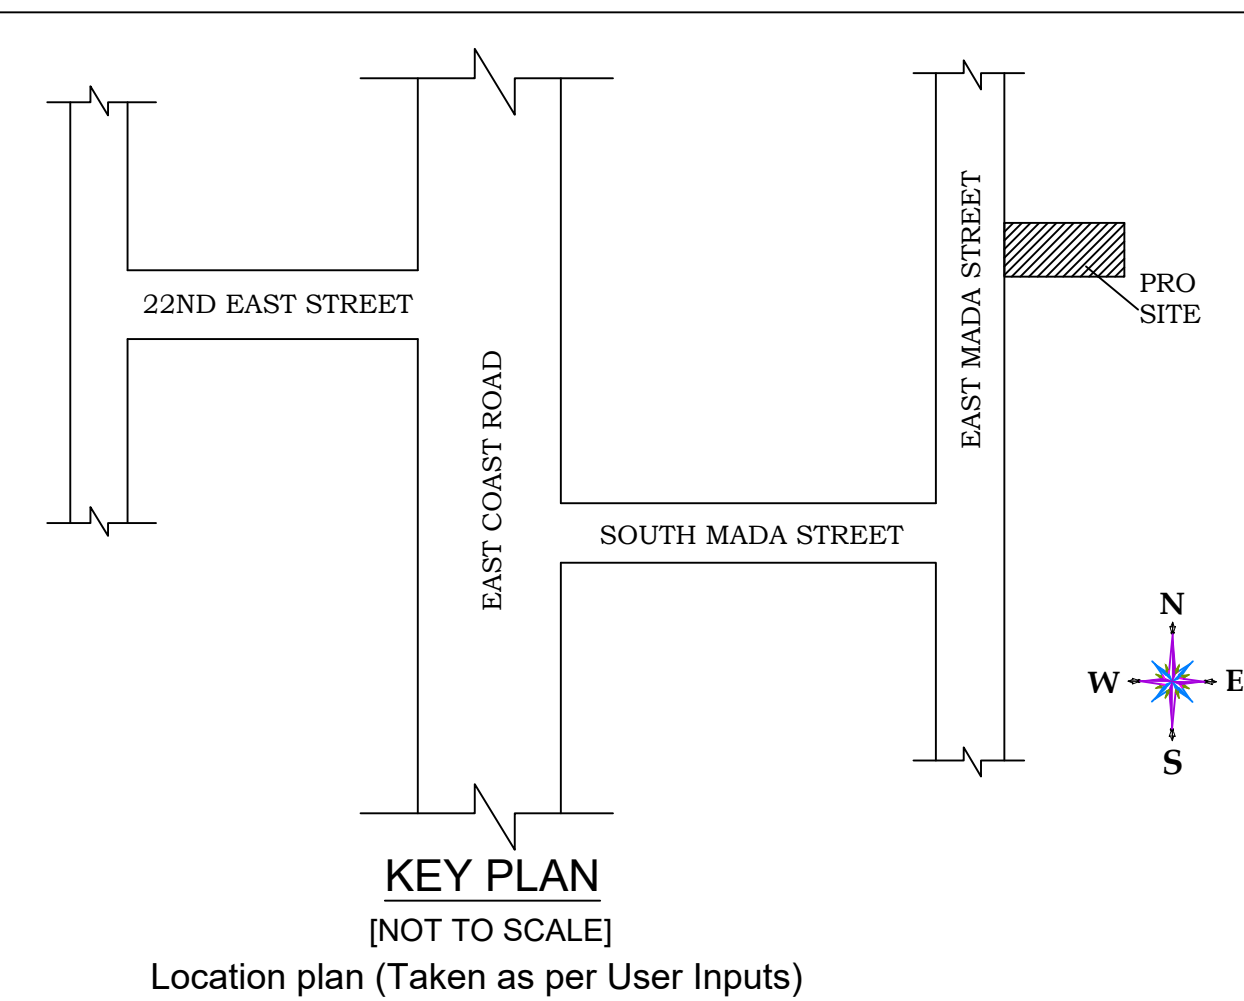 22ND EAST STREET
EAST COAST ROAD
SOUTH MADA STREET
EAST MADA STREET
PRO
SITE
N
W
E
S
KEY PLAN
[NOT TO SCALE]
Location plan (Taken as per User Inputs)